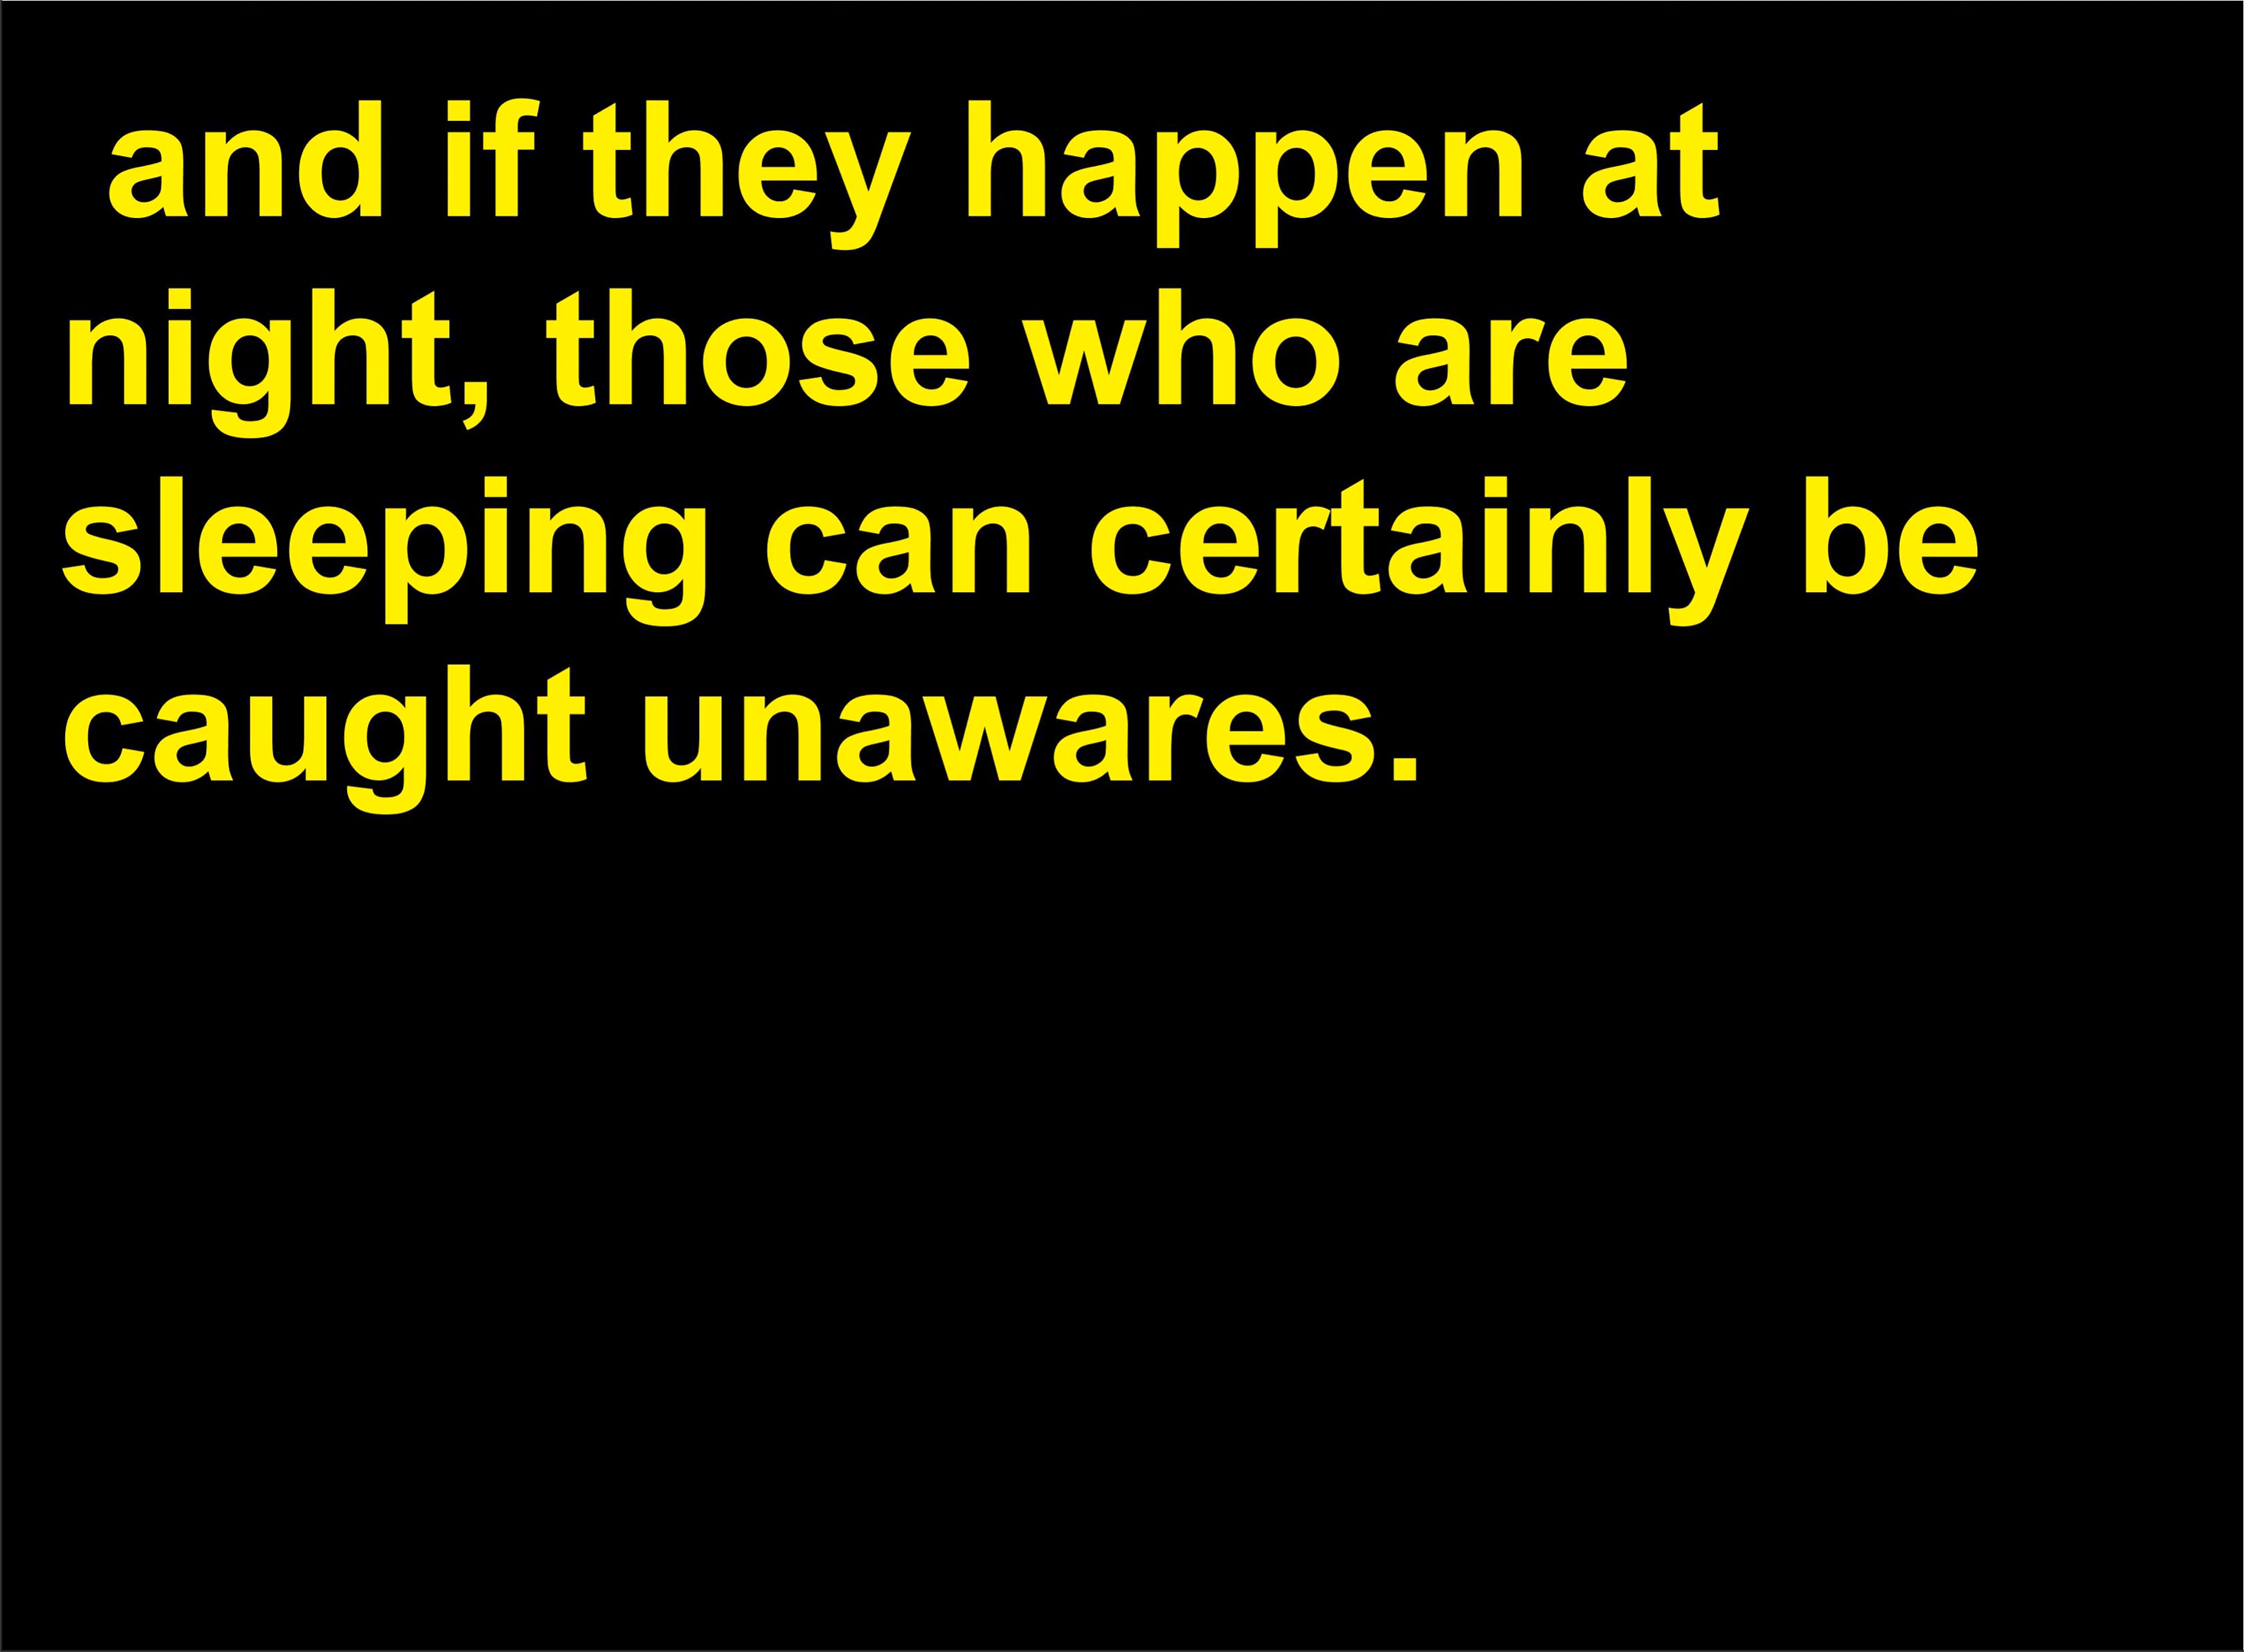 and if they happen at
night, those who are
sleeping can certainly be
caught unawares.